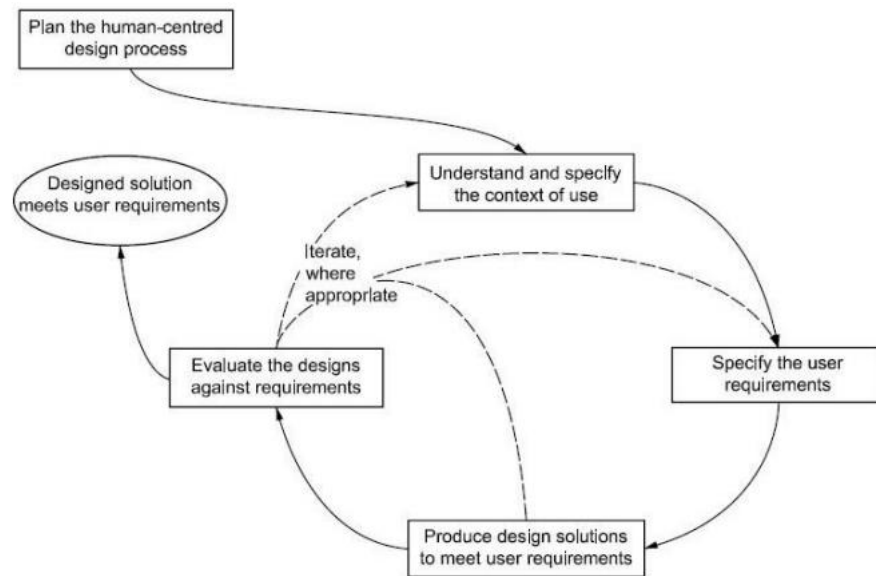 Plan the human-centred
design process
Understand and specify
the context of use
Designed solution
meets user requirements
Iterate,
where
appropriate
Evaluate the designs
against requirements
Specify the user
requirements
Produce design solutions
to meet user requirements